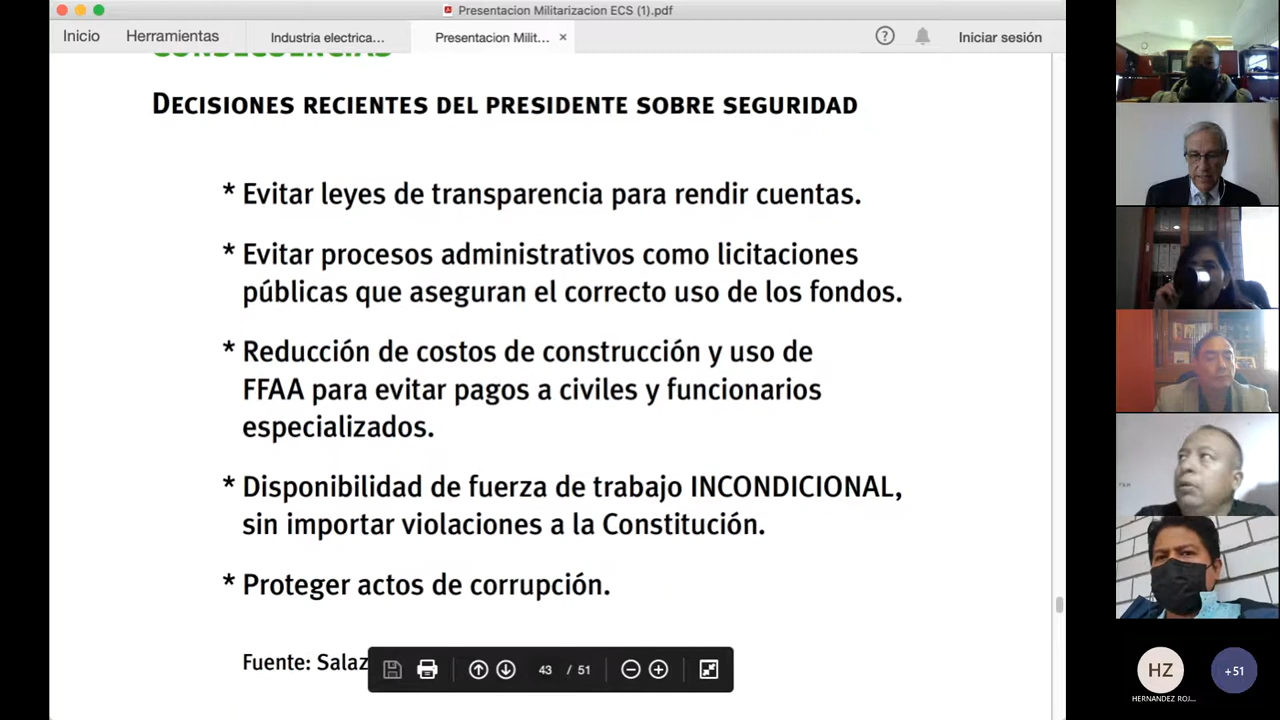 Presentacion Militarizacion ECS (1).pdf
Inicio Herramientas Industria electrica... Presentacion Milit... × ? Iniciar sesión
CONSECUENCIAS
DECISIONES RECIENTES DEL PRESIDENTE SOBRE SEGURIDAD
* Evitar leyes de transparencia para rendir cuentas.
* Evitar procesos administrativos como licitaciones
públicas que aseguran el correcto uso de los fondos.
* Reducción de costos de construcción y uso de
FFAA para evitar pagos a civiles y funcionarios
especializados.
* Disponibilidad de fuerza de trabajo INCONDICIONAL,
sin importar violaciones a la Constitución.
* Proteger actos de corrupción.
Fuente: Salaz
43 / 51
HZ
HERNANDEZ ROJ...
+51